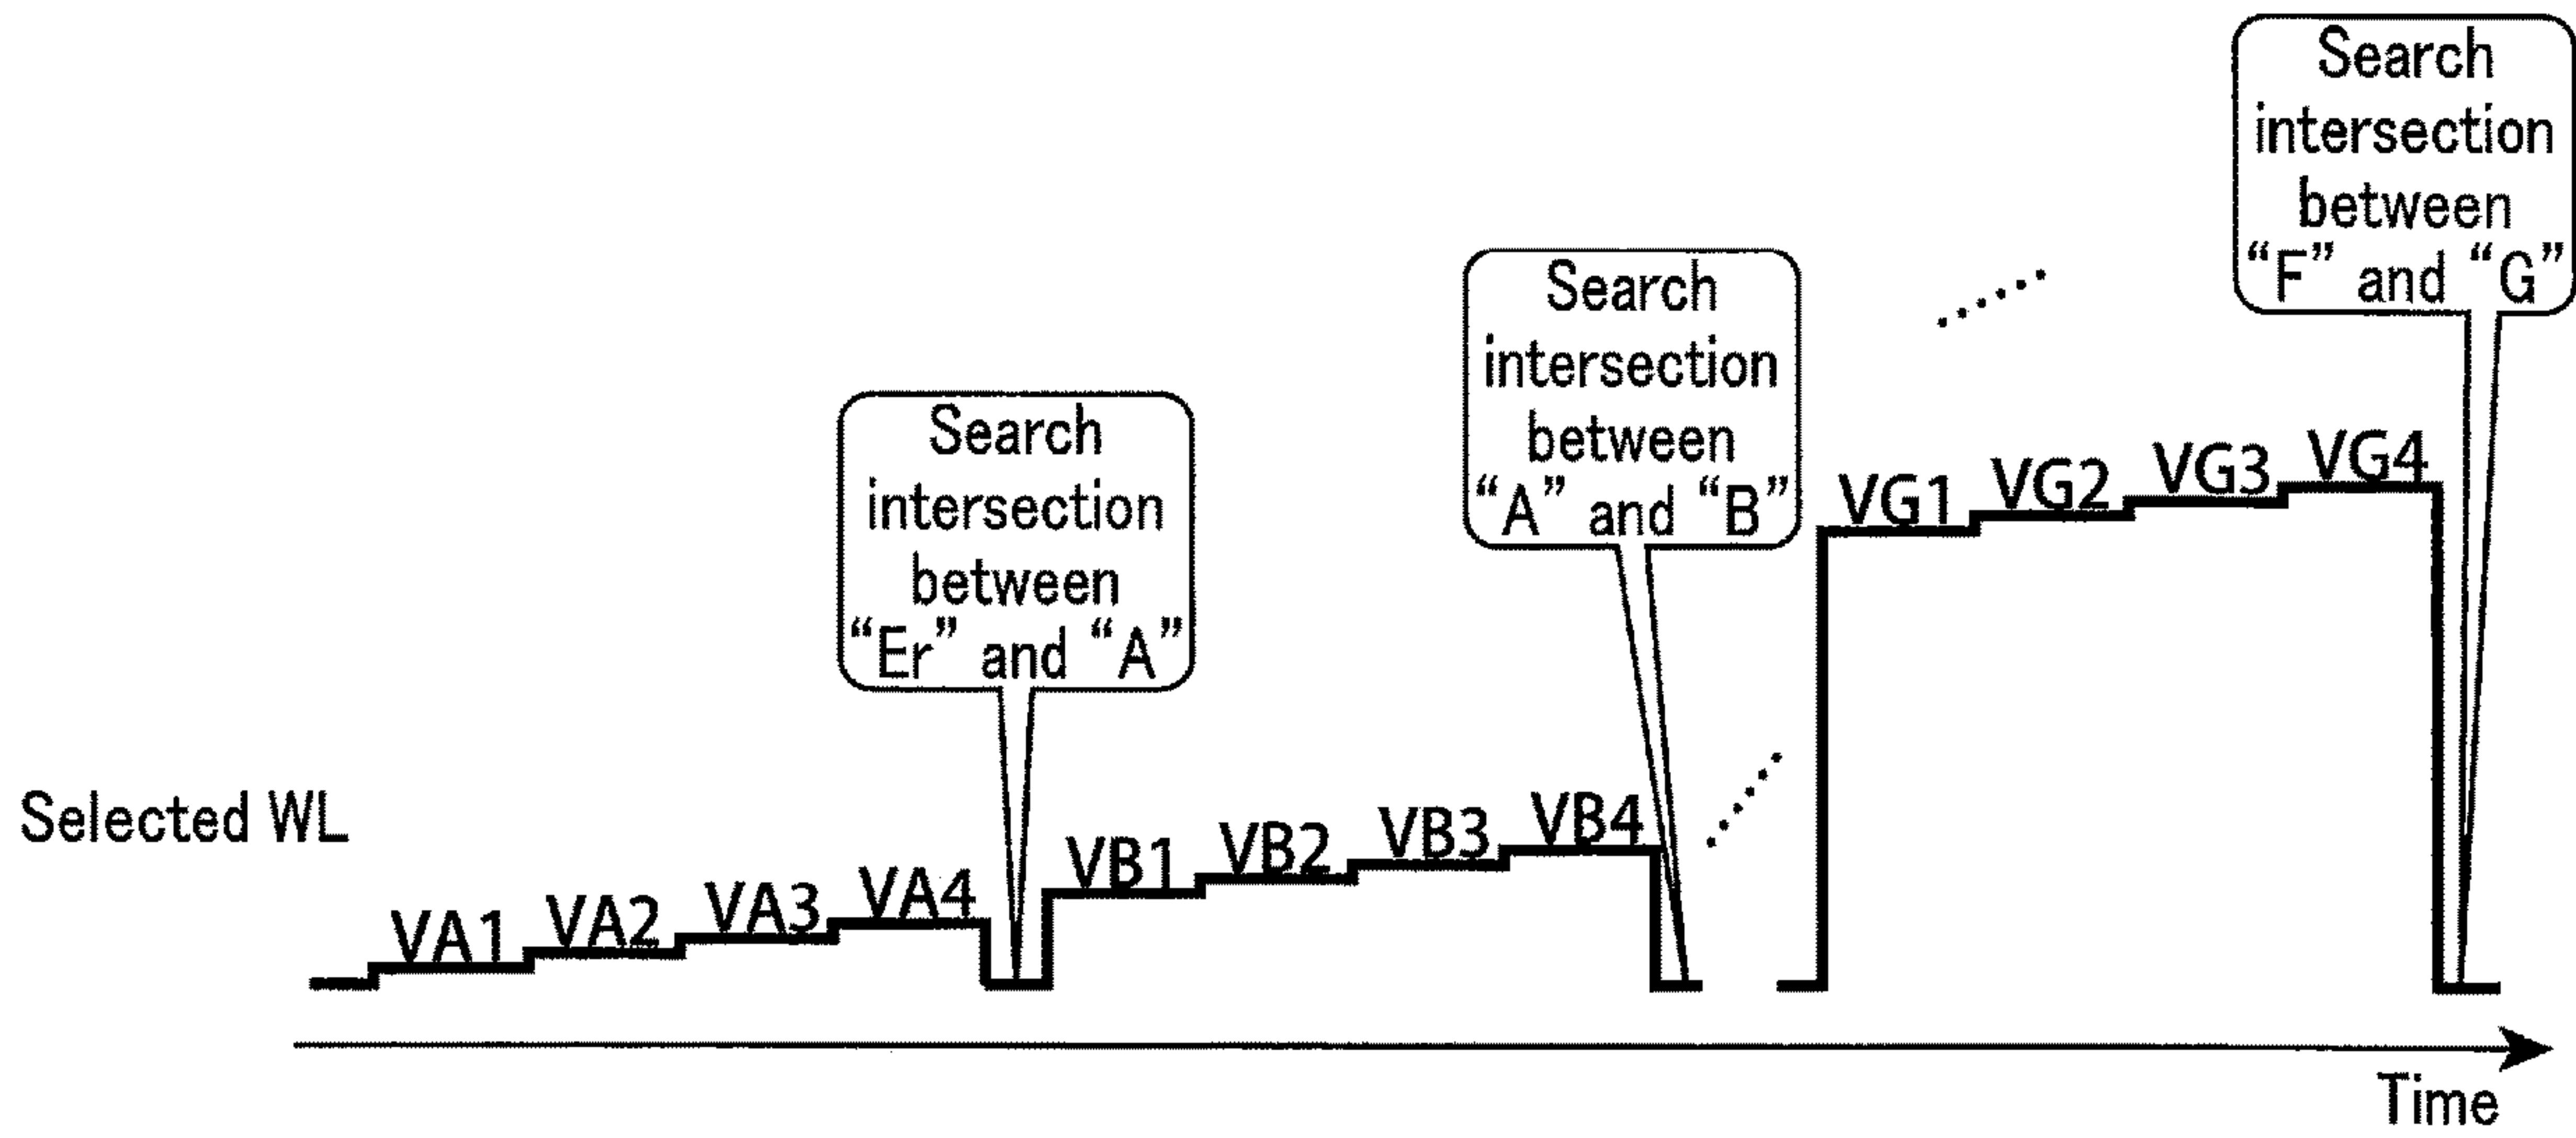 Search
intersection
between
“F” and “G”
Search
intersection
between
“A” and “B”
Search
intersection
between
“Er” and “A”
VG1 VG2 VG3 VG4
Selected WL
VB1 VB2 VB3 VB4
VA1 VA2 VA3 VA4
Time